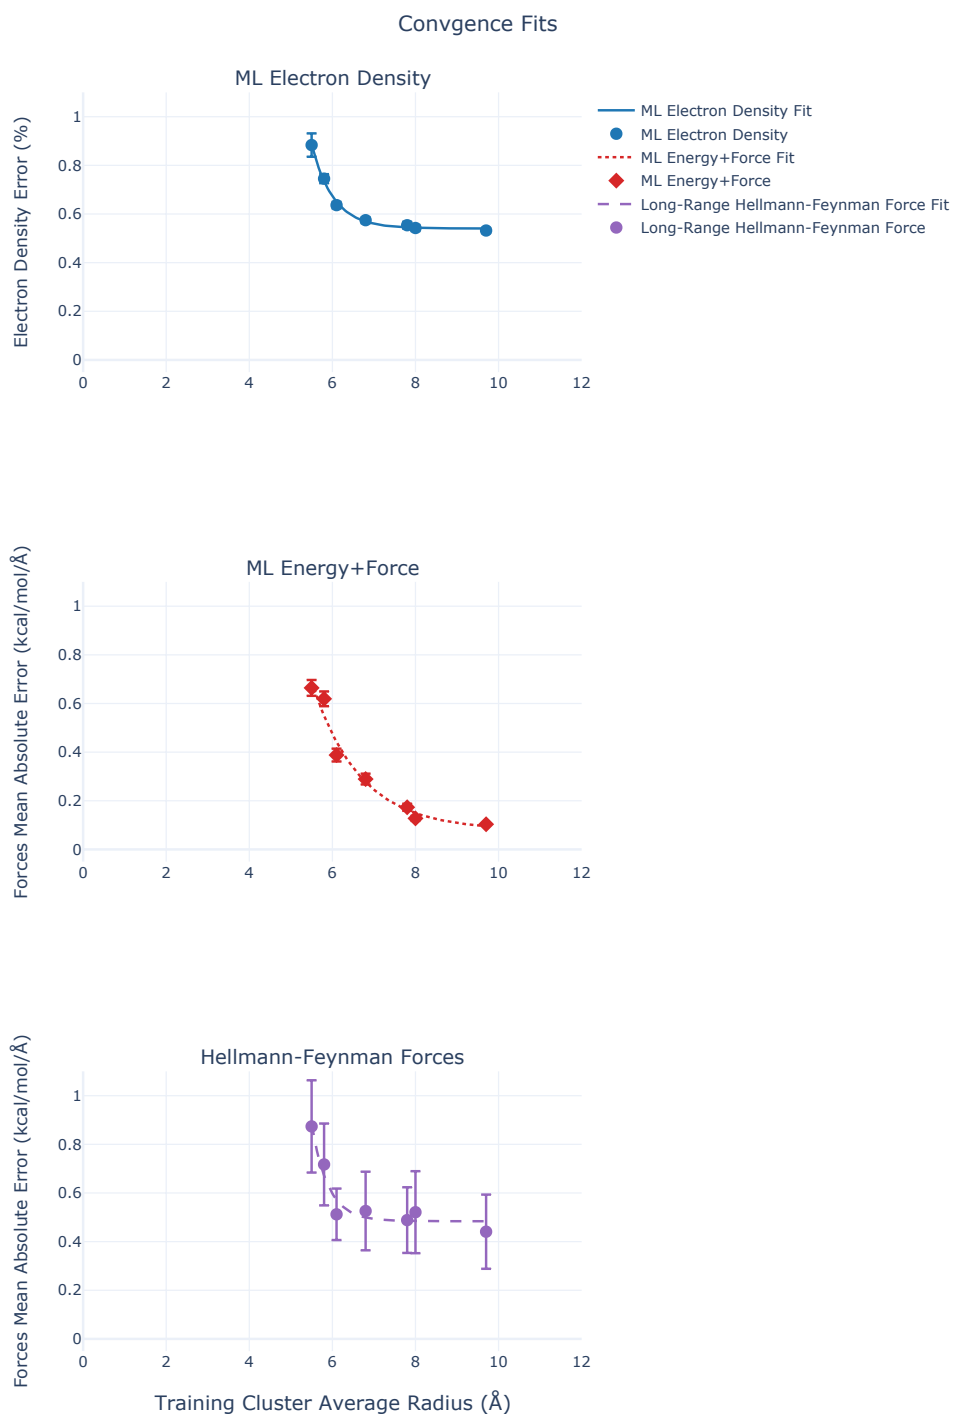 Convgence Fits
ML Electron Density
Electron Density Error (%)
1
0.8
0.6
0.4
0.2
0
0 2 4 6 8 10 12
ML Electron Density Fit
ML Electron Density
ML Energy+Force Fit
ML Energy+Force
Long-Range Hellmann-Feynman Force Fit
Long-Range Hellmann-Feynman Force
ML Energy+Force
Forces Mean Absolute Error (kcal/mol/Å)
1
0.8
0.6
0.4
0.2
0
0 2 4 6 8 10 12
Hellmann-Feynman Forces
Forces Mean Absolute Error (kcal/mol/Å)
1
0.8
0.6
0.4
0.2
0
0 2 4 6 8 10 12
Training Cluster Average Radius (Å)